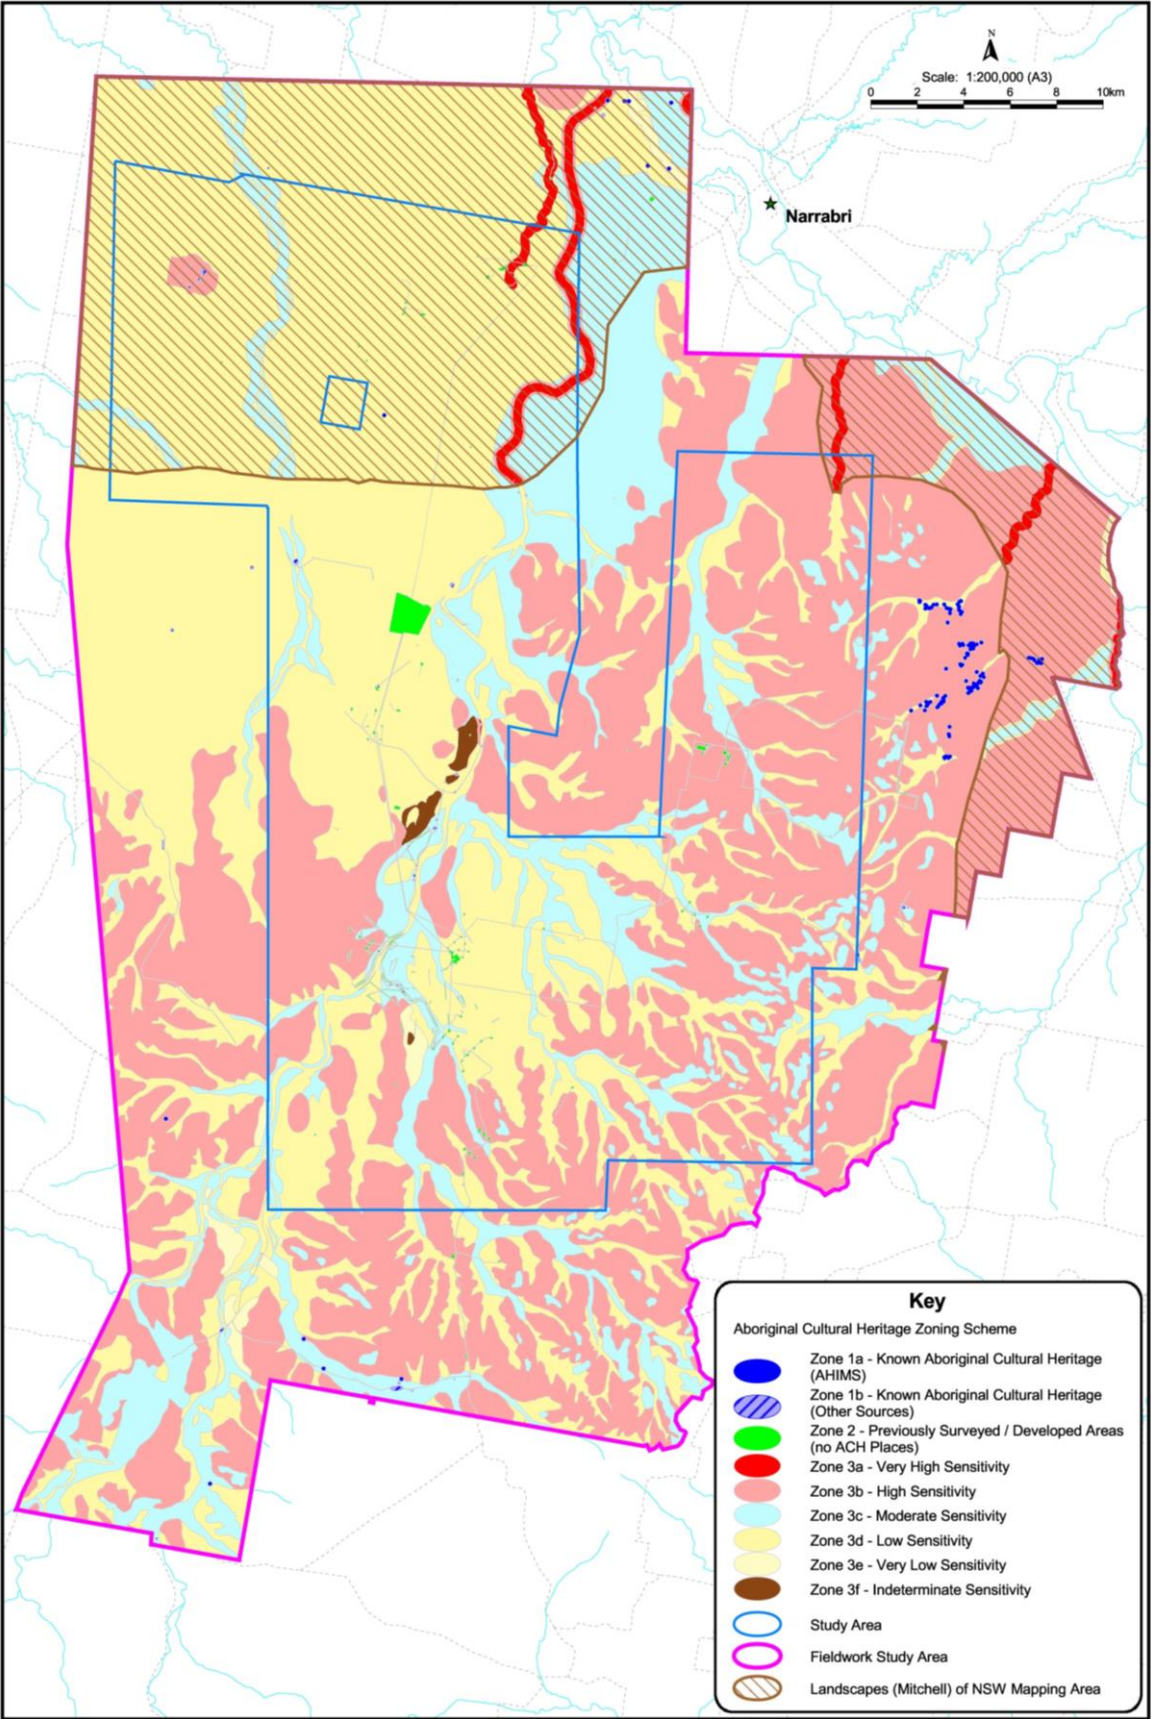 N
Scale: 1:200,000 (A3)
0 2 4 6 8 10km
Narrabri
Key
Aboriginal Cultural Heritage Zoning Scheme
Zone 1a - Known Aboriginal Cultural Heritage
(AHIMS)
Zone 1b - Known Aboriginal Cultural Heritage
(Other Sources)
Zone 2 - Previously Surveyed / Developed Areas
(no ACH Places)
Zone 3a - Very High Sensitivity
Zone 3b - High Sensitivity
Zone 3c - Moderate Sensitivity
Zone 3d - Low Sensitivity
Zone 3e - Very Low Sensitivity
Zone 3f - Indeterminate Sensitivity
Study Area
Fieldwork Study Area
Landscapes (Mitchell) of NSW Mapping Area